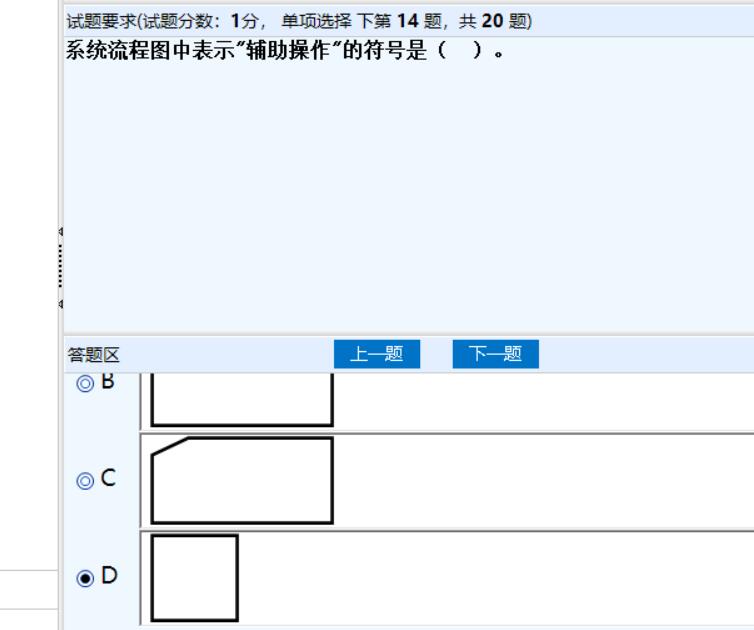 试题要求(试题分数：1分， 单项选择 下第 14 题，共 20 题)
系统流程图中表示"辅助操作"的符号是（　）。
答题区
上一题
下一题
B
C
D